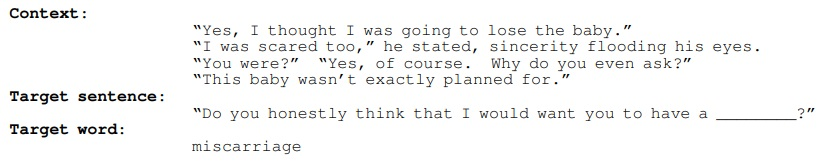 Context:
“Yes, I thought I was going to lose the baby.”
“I was scared too,” he stated, sincerity flooding his eyes.
“You were?” “Yes, of course. Why do you even ask?”
“This baby wasn’t exactly planned for.”
Target sentence:
“Do you honestly think that I would want you to have a ________?”
Target word:
miscarriage